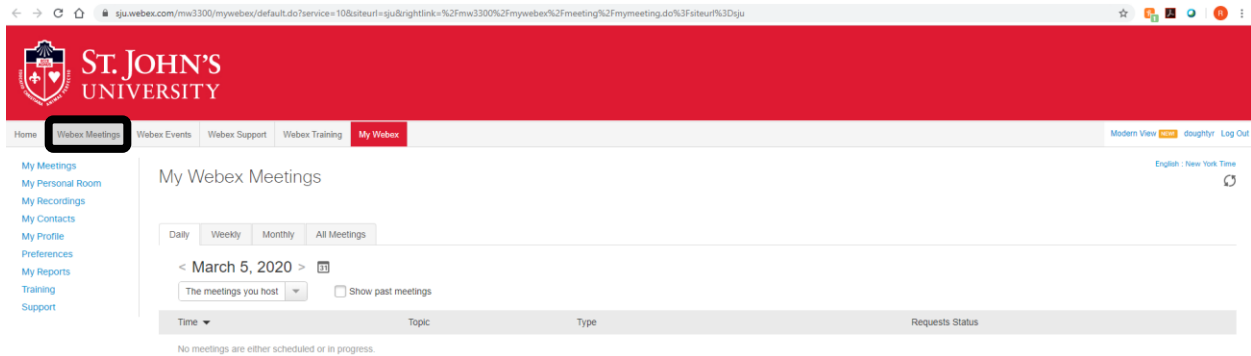 sju.webex.com/mw3300/mywebex/default.do?service=10&siteurl=sju&rightlink=%2Fmw3300%2Fmywebex%2Fmeeting%2Fmymeeting.do%3Fsiteurl%3Dsju
ST. JOHN'S
UNIVERSITY
Home Webex Meetings Webex Events Webex Support Webex Training My Webex Modern View NEW! doughtyr Log Out
My Meetings
My Personal Room
My Recordings
My Contacts
My Profile
Preferences
My Reports
Training
Support
English : New York Time
My Webex Meetings
Daily Weekly Monthly All Meetings
< March 5, 2020 > 31
The meetings you host Show past meetings
Time Topic Type Requests Status
No meetings are either scheduled or in progress.